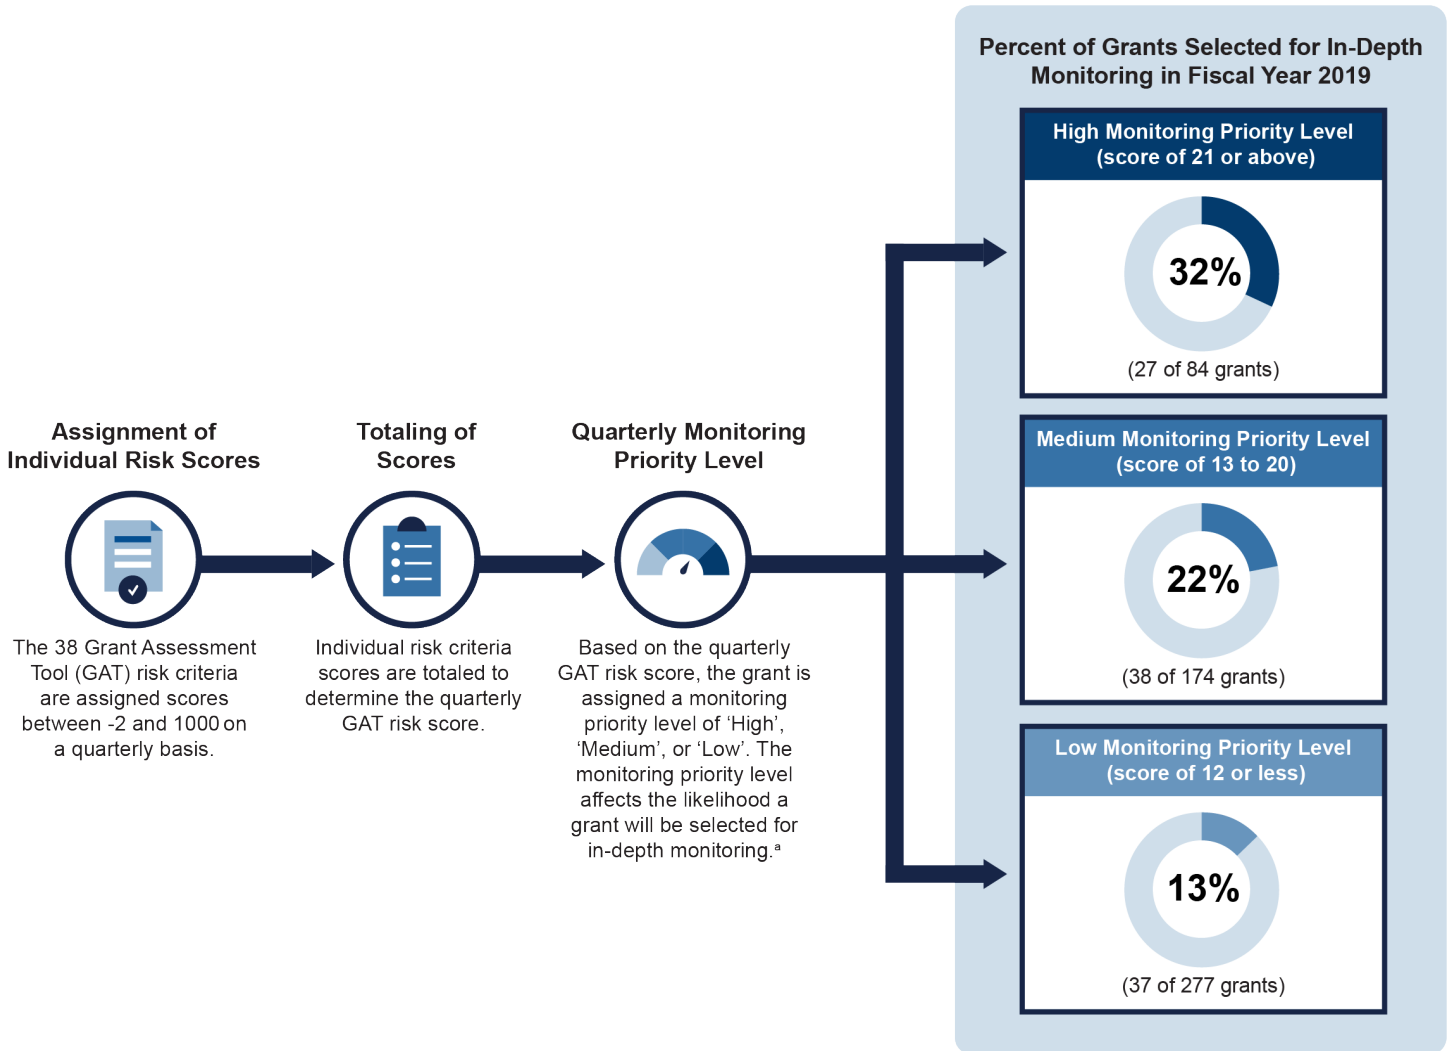 Percent of Grants Selected for In-Depth
Monitoring in Fiscal Year 2019
Assignment of
Individual Risk Scores
The 38 Grant Assessment
Tool (GAT) risk criteria
are assigned scores
between -2 and 1000 on
a quarterly basis.
Totaling of
Scores
Individual risk criteria
scores are totaled to
determine the quarterly
GAT risk score.
Quarterly Monitoring
Priority Level
Based on the quarterly
GAT risk score, the grant is
assigned a monitoring
priority level of ‘High’,
‘Medium’, or ‘Low’. The
monitoring priority level
affects the likelihood a
grant will be selected for
in-depth monitoring.ª
High Monitoring Priority Level
(score of 21 or above)
32%
(27 of 84 grants)
Medium Monitoring Priority Level
(score of 13 to 20)
22%
(38 of 174 grants)
Low Monitoring Priority Level
(score of 12 or less)
13%
(37 of 277 grants)